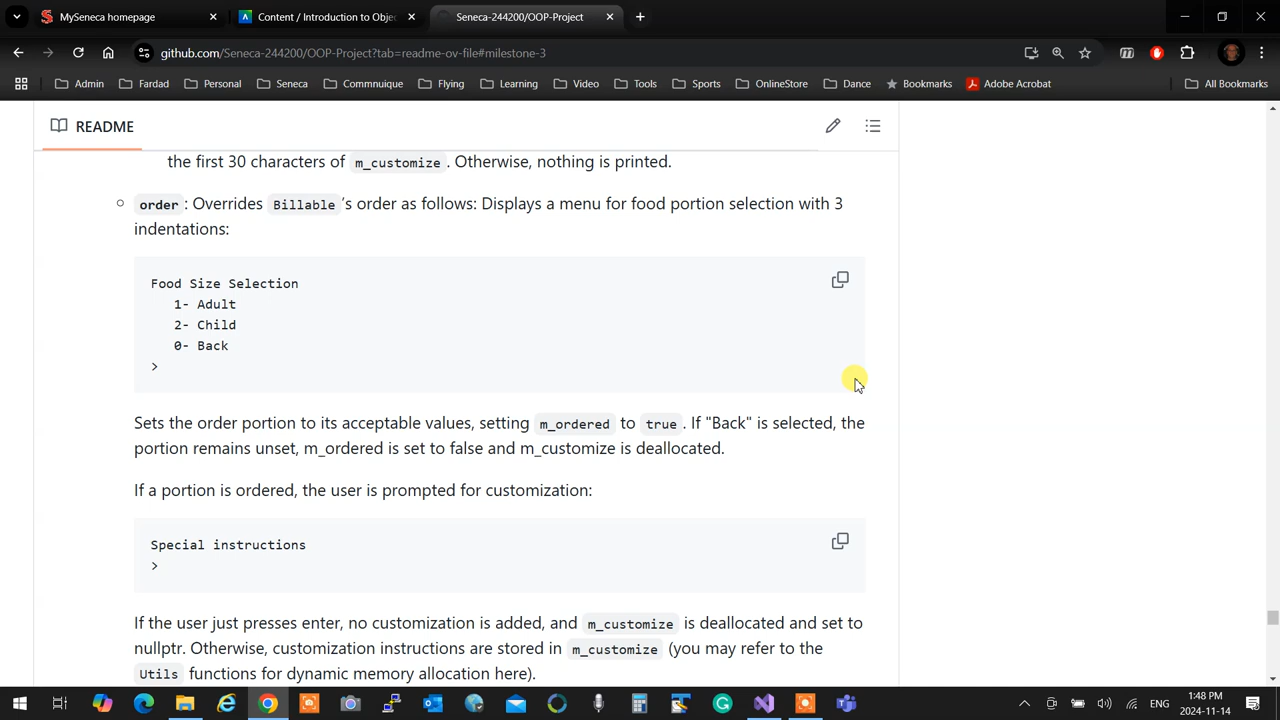 MySeneca homepage
Content / Introduction to Obje
Seneca-244200/OOP-Project
github.com/Seneca-244200/OOP-Project?tab=readme-ov-file#milestone-3
Admin Fardad Personal Seneca Commnuique Flying Learning Video Tools Sports OnlineStore Dance Bookmarks Adobe Acrobat All Bookmarks
README
the first 30 characters of m_customize. Otherwise, nothing is printed.
order: Overrides Billable's order as follows: Displays a menu for food portion selection with 3
indentations:
Food Size Selection
1- Adult
2- Child
0- Back
>
Sets the order portion to its acceptable values, setting m_ordered to true. If "Back" is selected, the
portion remains unset, m_ordered is set to false and m_customize is deallocated.
If a portion is ordered, the user is prompted for customization:
Special instructions
>
If the user just presses enter, no customization is added, and m_customize is deallocated and set to
nullptr. Otherwise, customization instructions are stored in m_customize (you may refer to the
Utils functions for dynamic memory allocation here).
ENG
1:48 PM
2024-11-14